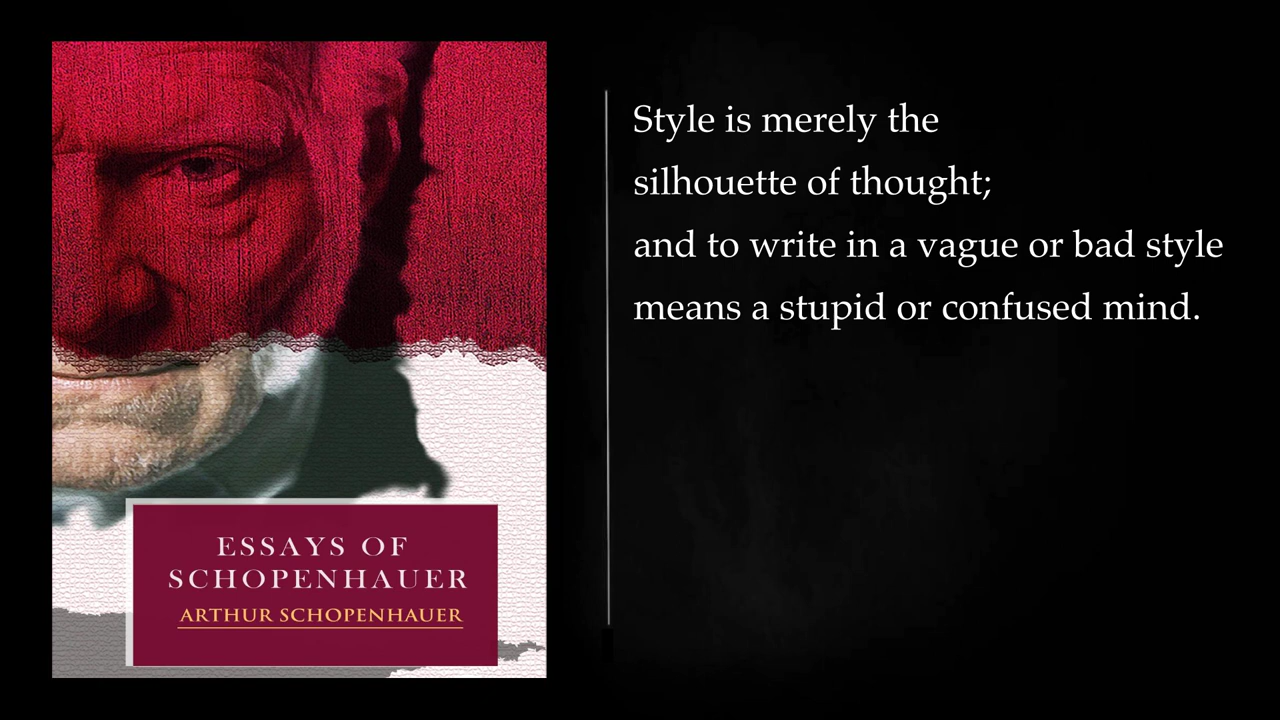 ESSAYS OF
SCHOPENHAUER
ARTHUR SCHOPENHAUER
Style is merely the
silhouette of thought;
and to write in a vague or bad style
means a stupid or confused mind.